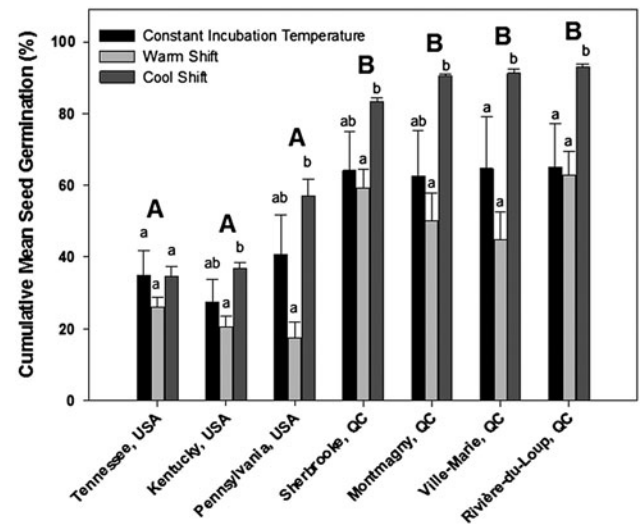 Cumulative Mean Seed Germination (%)
100
80
60
40
20
0
Constant Incubation Temperature
Warm Shift
Cool Shift
A
A
A
B
B
B
B
a
a
a
ab
a
b
ab
a
b
ab
a
b
ab
a
b
a
a
b
a
a
b
Tennessee, USA
Kentucky, USA
Pennsylvania, USA
Sherbrooke, QC
Montmagny, QC
Ville-Marie, QC
Rivière-du-Loup, QC